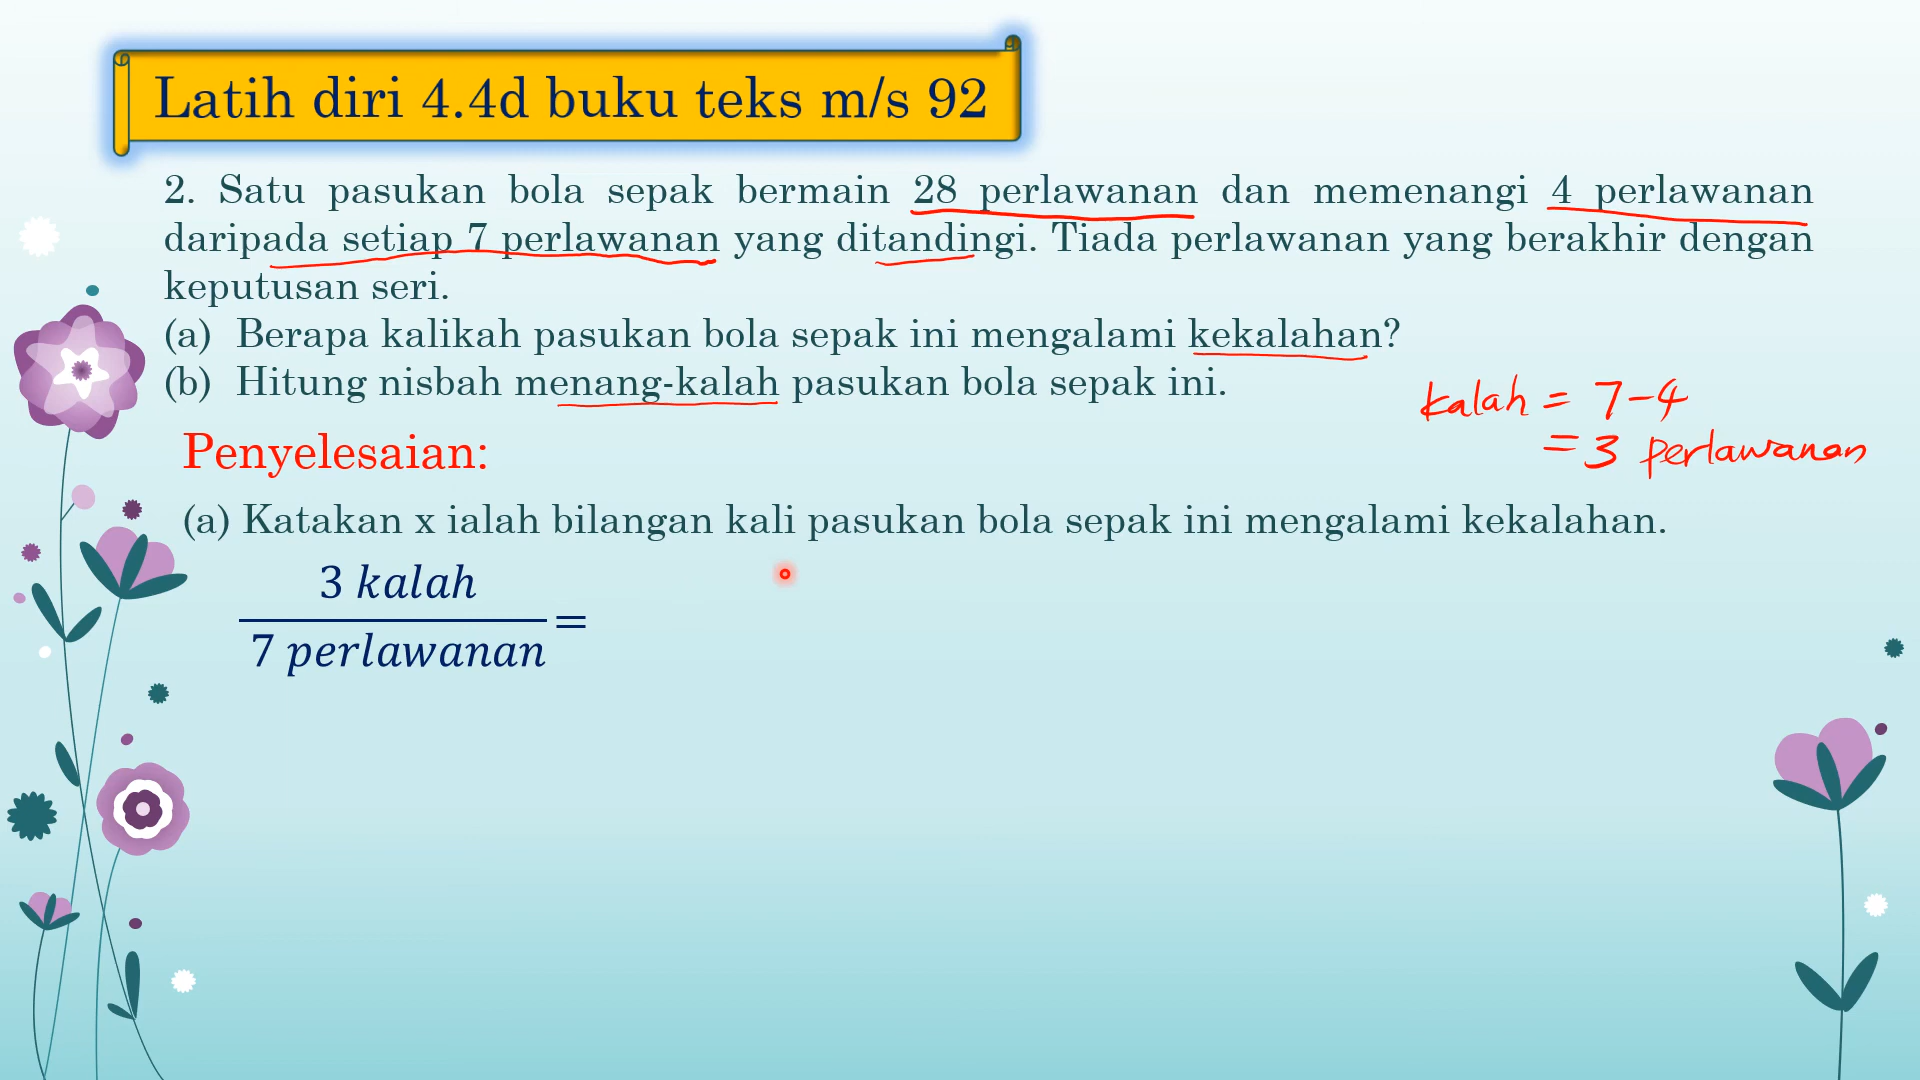 Latih diri 4.4d buku teks m/s 92
2. Satu pasukan bola sepak bermain 28 perlawanan dan memenangi 4 perlawanan
daripada setiap 7 perlawanan yang ditandingi. Tiada perlawanan yang berakhir dengan
keputusan seri.
(a) Berapa kalikah pasukan bola sepak ini mengalami kekalahan?
(b) Hitung nisbah menang-kalah pasukan bola sepak ini.
kalah = 7-4
= 3 perlawanan
Penyelesaian:
(a) Katakan x ialah bilangan kali pasukan bola sepak ini mengalami kekalahan.
3 kalah
=
7 perlawanan